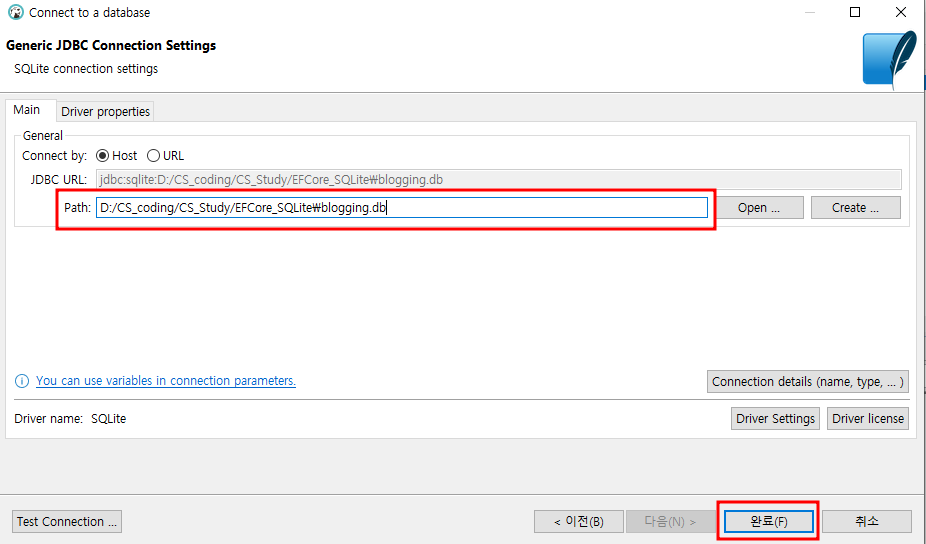 Connect to a database
Generic JDBC Connection Settings
SQLite connection settings
Main Driver properties
General
Connect by: Host URL
JDBC URL: jdbc:sqlite:D:/CS_coding/CS_Study/EFCore_SQLite₩blogging.db
Path: D:/CS_coding/CS_Study/EFCore_SQLite₩blogging.db Open ... Create ...
You can use variables in connection parameters.
Connection details (name, type, ... )
Driver name: SQLite Driver Settings Driver license
Test Connection ... < 이전(B) 다음(N) > 완료(F) 취소